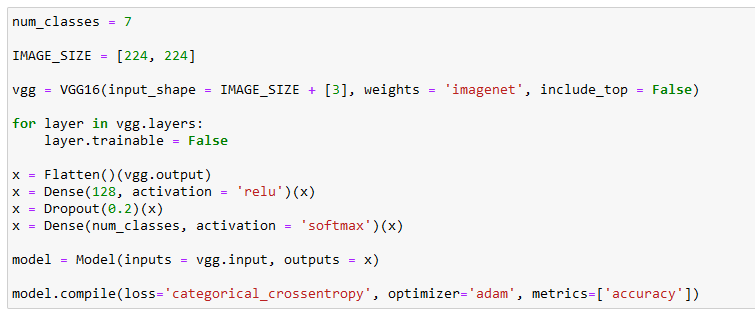 num_classes = 7
IMAGE_SIZE = [224, 224]
vgg = VGG16(input_shape = IMAGE_SIZE + [3], weights = 'imagenet', include_top = False)
for layer in vgg.layers:
    layer.trainable = False
x = Flatten()(vgg.output)
x = Dense(128, activation = 'relu')(x)
x = Dropout(0.2)(x)
x = Dense(num_classes, activation = 'softmax')(x)
model = Model(inputs = vgg.input, outputs = x)
model.compile(loss='categorical_crossentropy', optimizer='adam', metrics=['accuracy'])